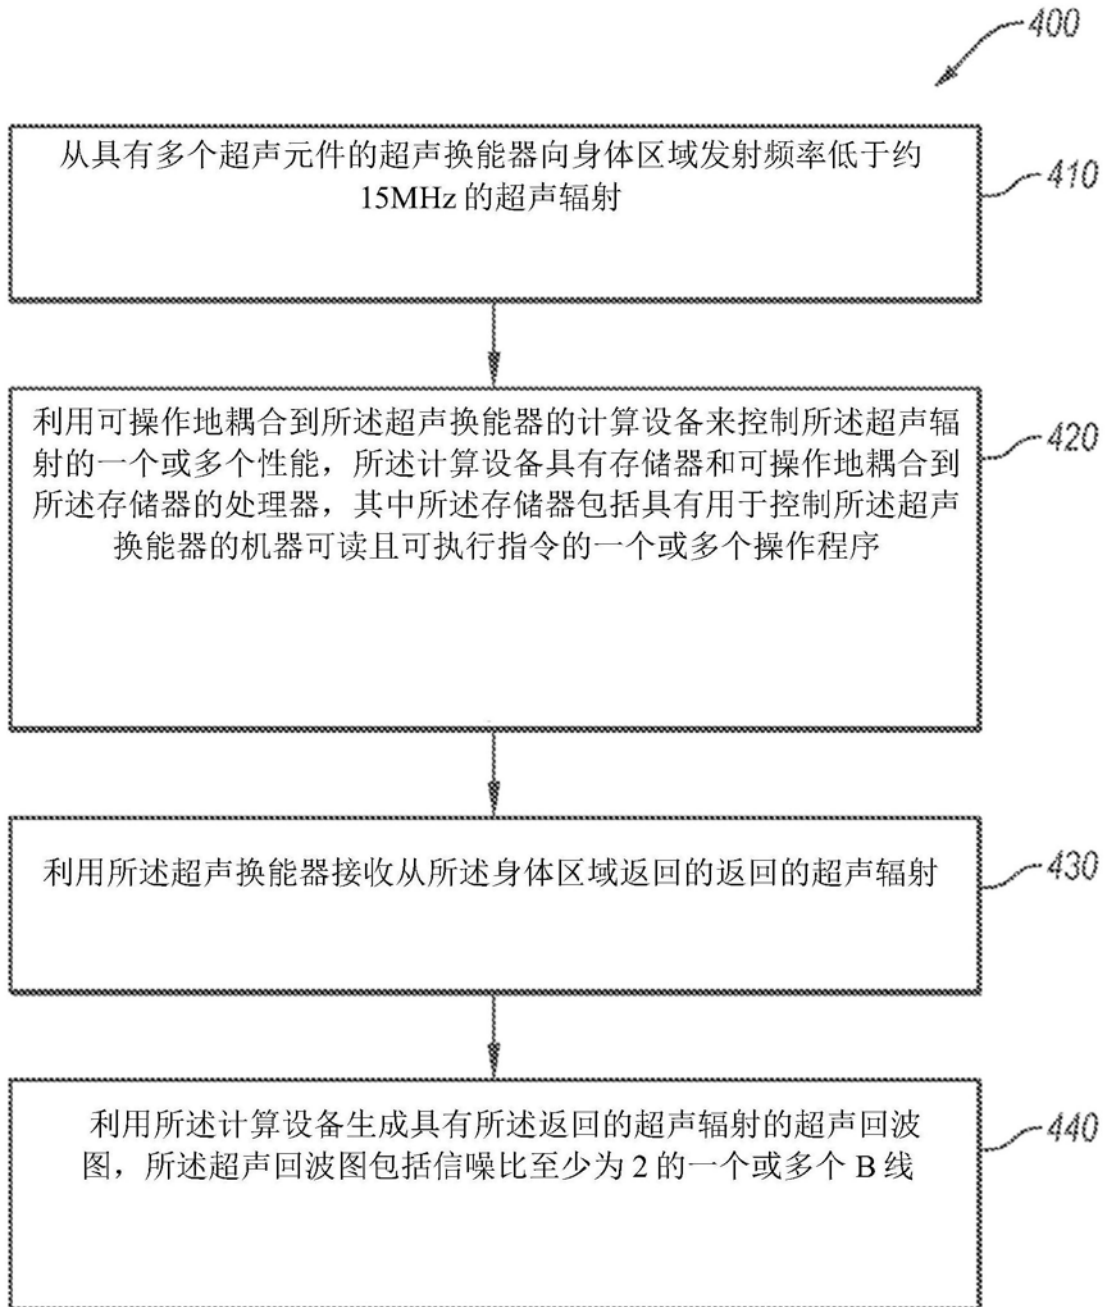 400
从具有多个超声元件的超声换能器向身体区域发射频率低于约
15MHz 的超声辐射
410
利用可操作地耦合到所述超声换能器的计算设备来控制所述超声辐
射的一个或多个性能，所述计算设备具有存储器和可操作地耦合到
所述存储器的处理器，其中所述存储器包括具有用于控制所述超声
换能器的机器可读且可执行指令的一个或多个操作程序
420
利用所述超声换能器接收从所述身体区域返回的返回的超声辐射
430
利用所述计算设备生成具有所述返回的超声辐射的超声回波
图，所述超声回波图包括信噪比至少为 2 的一个或多个 B 线
440